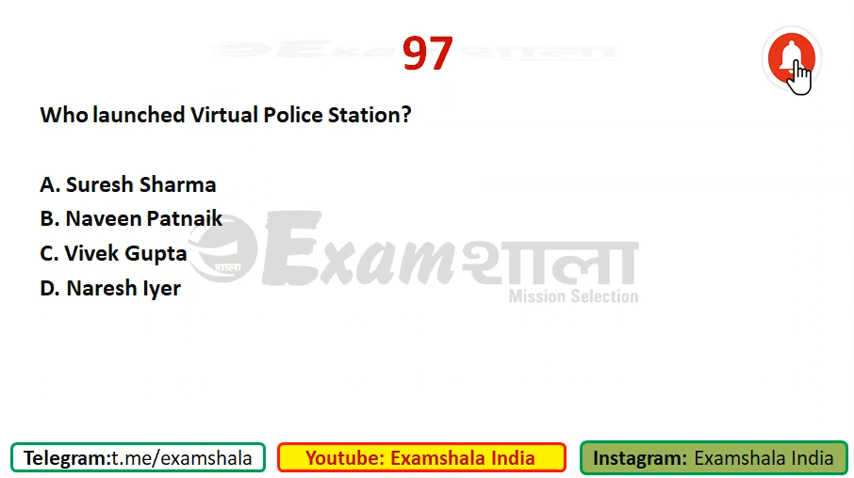 97
Who launched Virtual Police Station?
A. Suresh Sharma
B. Naveen Patnaik
C. Vivek Gupta
D. Naresh Iyer
शाला
Examशाला
Mission Selection
Telegram:t.me/examshala
Youtube: Examshala India
Instagram: Examshala India